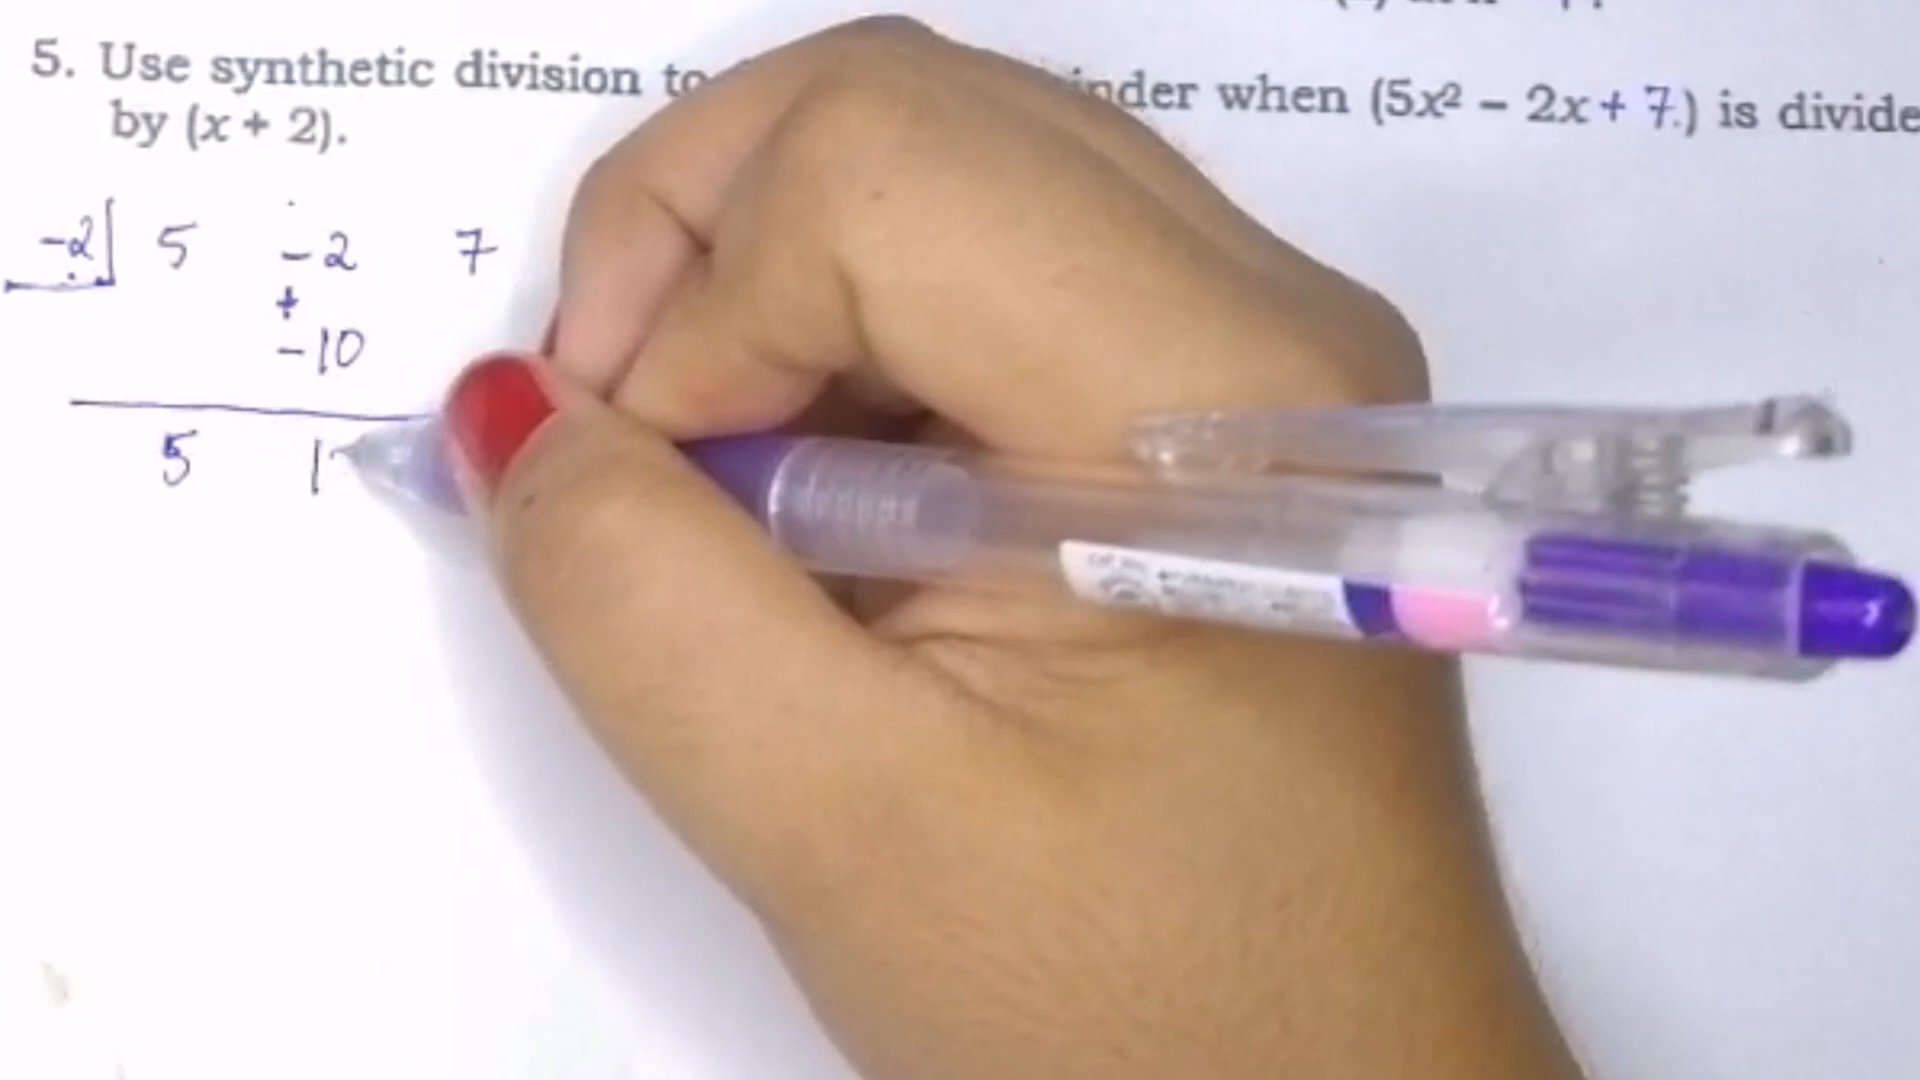 5. Use synthetic division to when (5x² – 2x + 7.) is divide
by (x + 2).
-2 5 -2 7
+
-10
5 1